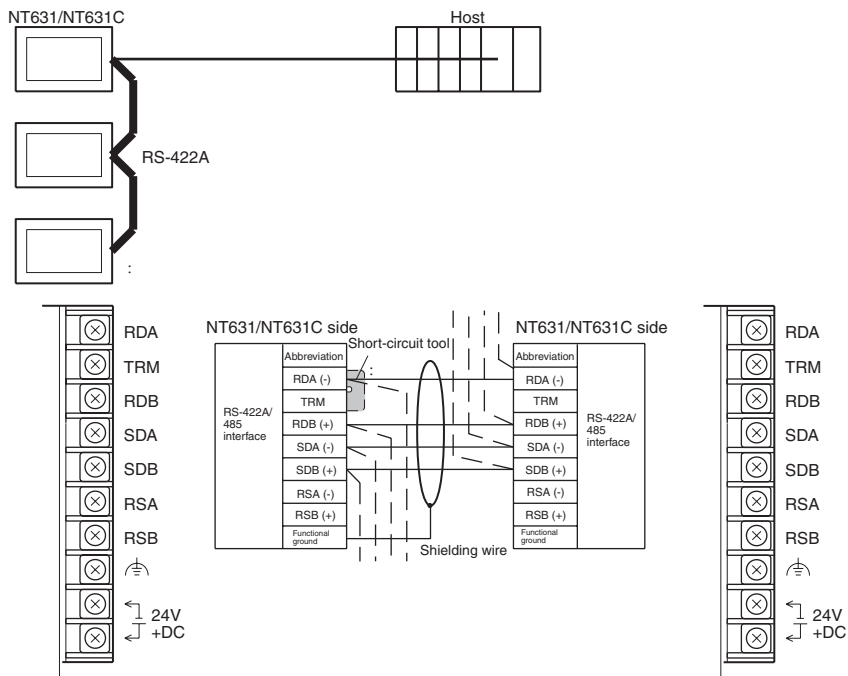 NT631/NT631C
Host
RS-422A
:
RDA
TRM
RDB
SDA
SDB
RSA
RSB
24V
+DC
NT631/NT631C side
Short-circuit tool
:
RS-422A/
485
interface
Abbreviation
RDA (-)
TRM
RDB (+)
SDA (-)
SDB (+)
RSA (-)
RSB (+)
Functional
ground
Shielding wire
NT631/NT631C side
Abbreviation
RDA (-)
TRM
RDB (+)
SDA (-)
SDB (+)
RSA (-)
RSB (+)
Functional
ground
RS-422A/
485
interface
RDA
TRM
RDB
SDA
SDB
RSA
RSB
24V
+DC